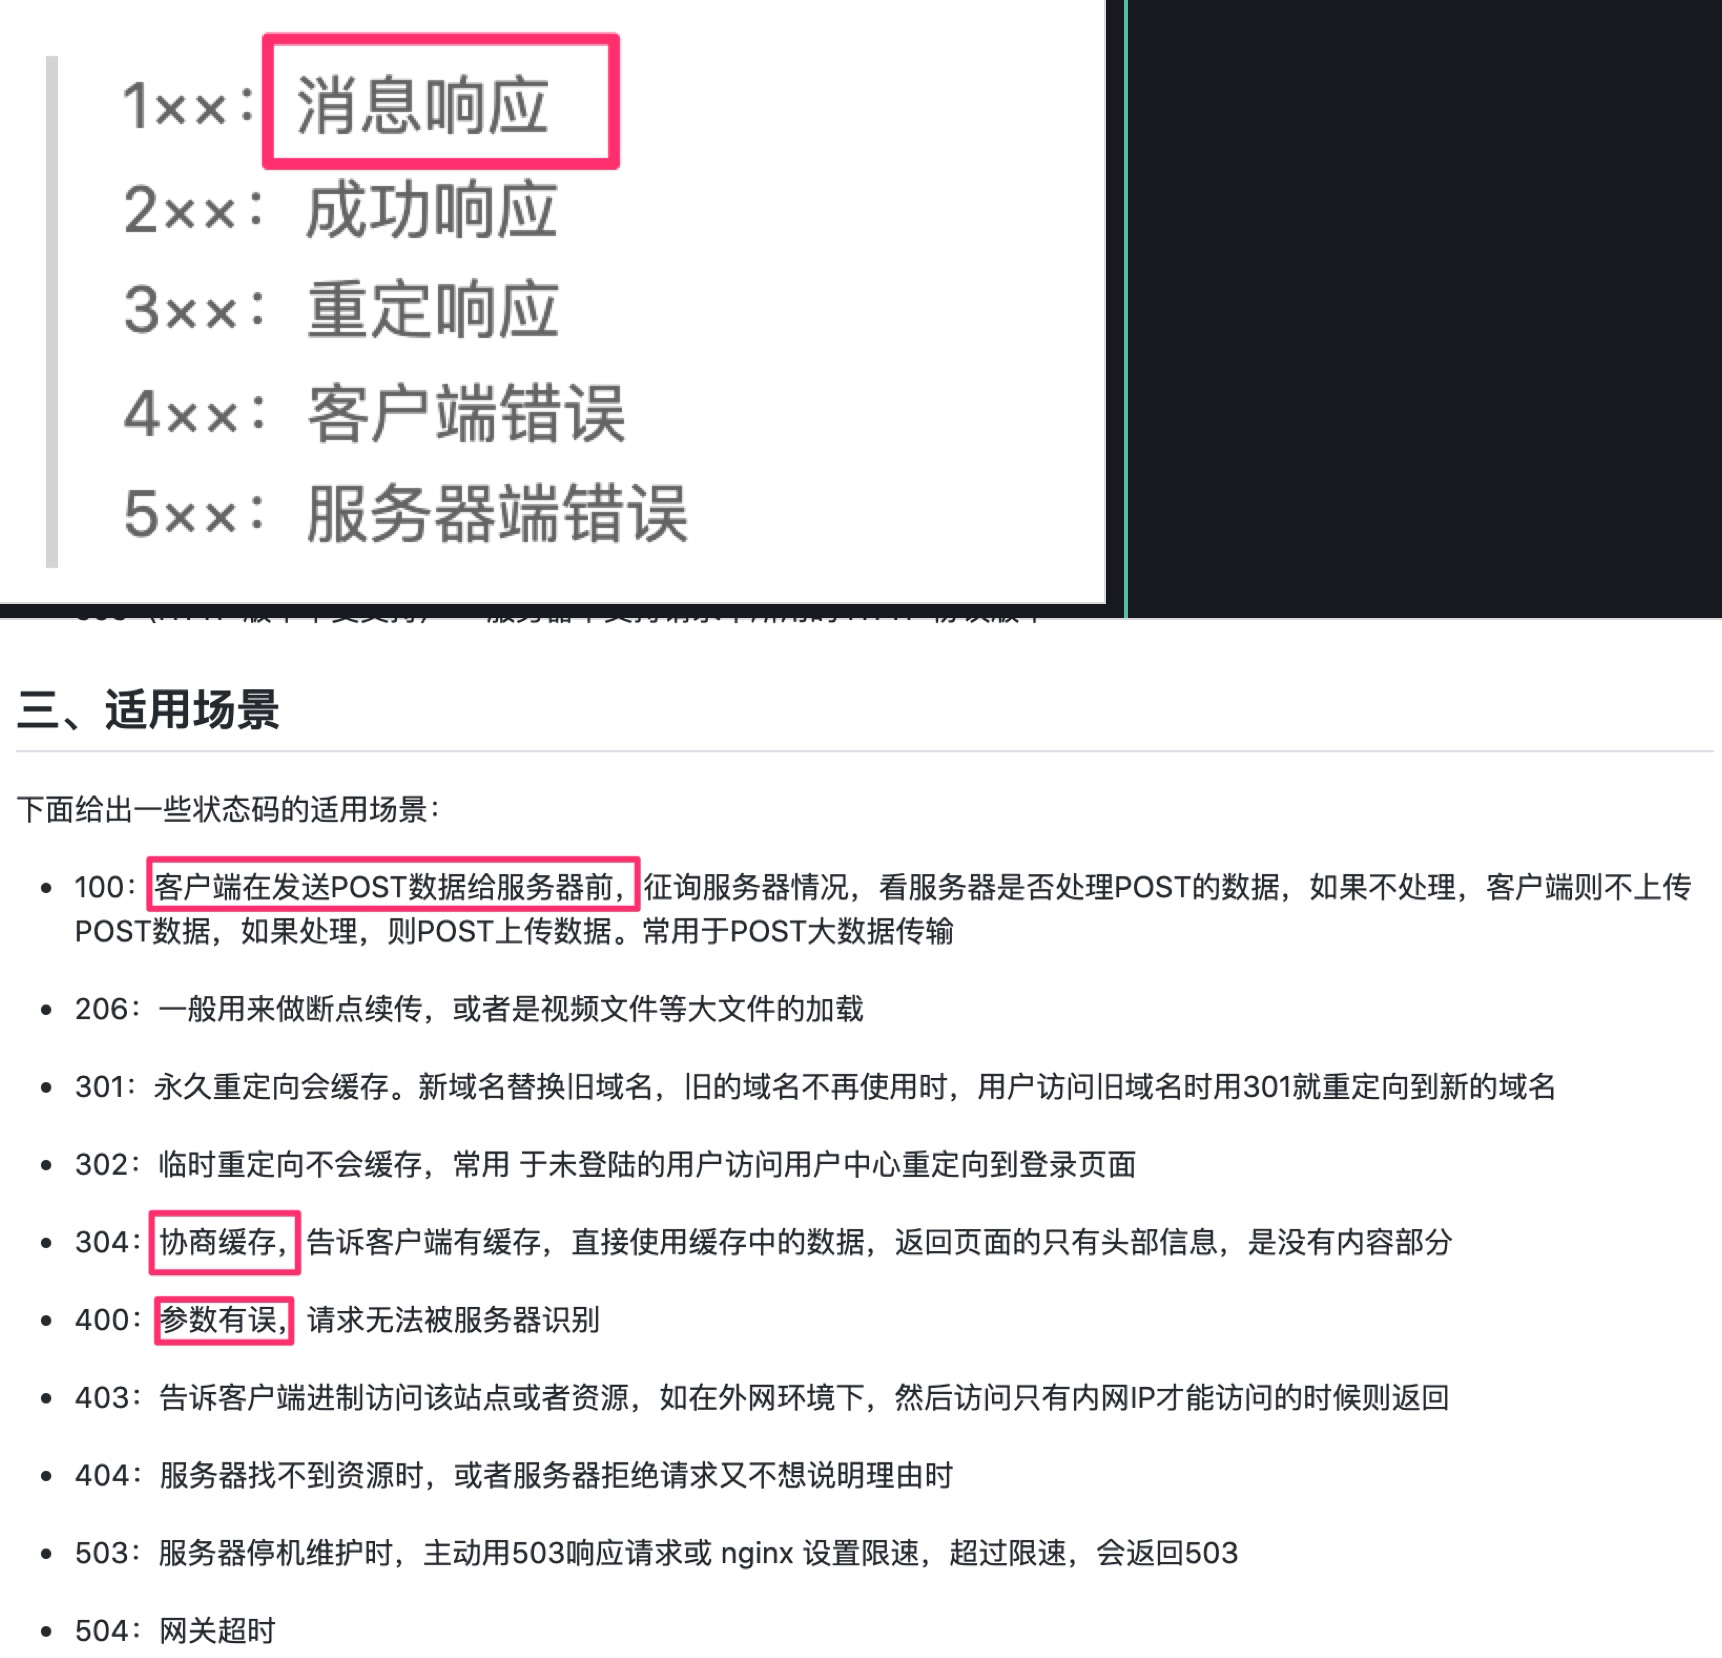 1××：消息响应
2××：成功响应
3××：重定响应
4××：客户端错误
5××：服务器端错误
三、适用场景
下面给出一些状态码的适用场景：
100：客户端在发送POST数据给服务器前，征询服务器情况，看服务器是否处理POST的数据，如果不处理，客户端则不上传
POST数据，如果处理，则POST上传数据。常用于POST大数据传输
206：一般用来做断点续传，或者是视频文件等大文件的加载
301：永久重定向会缓存。新域名替换旧域名，旧的域名不再使用时，用户访问旧域名时用301就重定向到新的域名
302：临时重定向不会缓存，常用 于未登陆的用户访问用户中心重定向到登录页面
304：协商缓存，告诉客户端有缓存，直接使用缓存中的数据，返回页面的只有头部信息，是没有内容部分
400：参数有误，请求无法被服务器识别
403：告诉客户端进制访问该站点或者资源，如在外网环境下，然后访问只有内网IP才能访问的时候则返回
404：服务器找不到资源时，或者服务器拒绝请求又不想说明理由时
503：服务器停机维护时，主动用503响应请求或 nginx 设置限速，超过限速，会返回503
504：网关超时